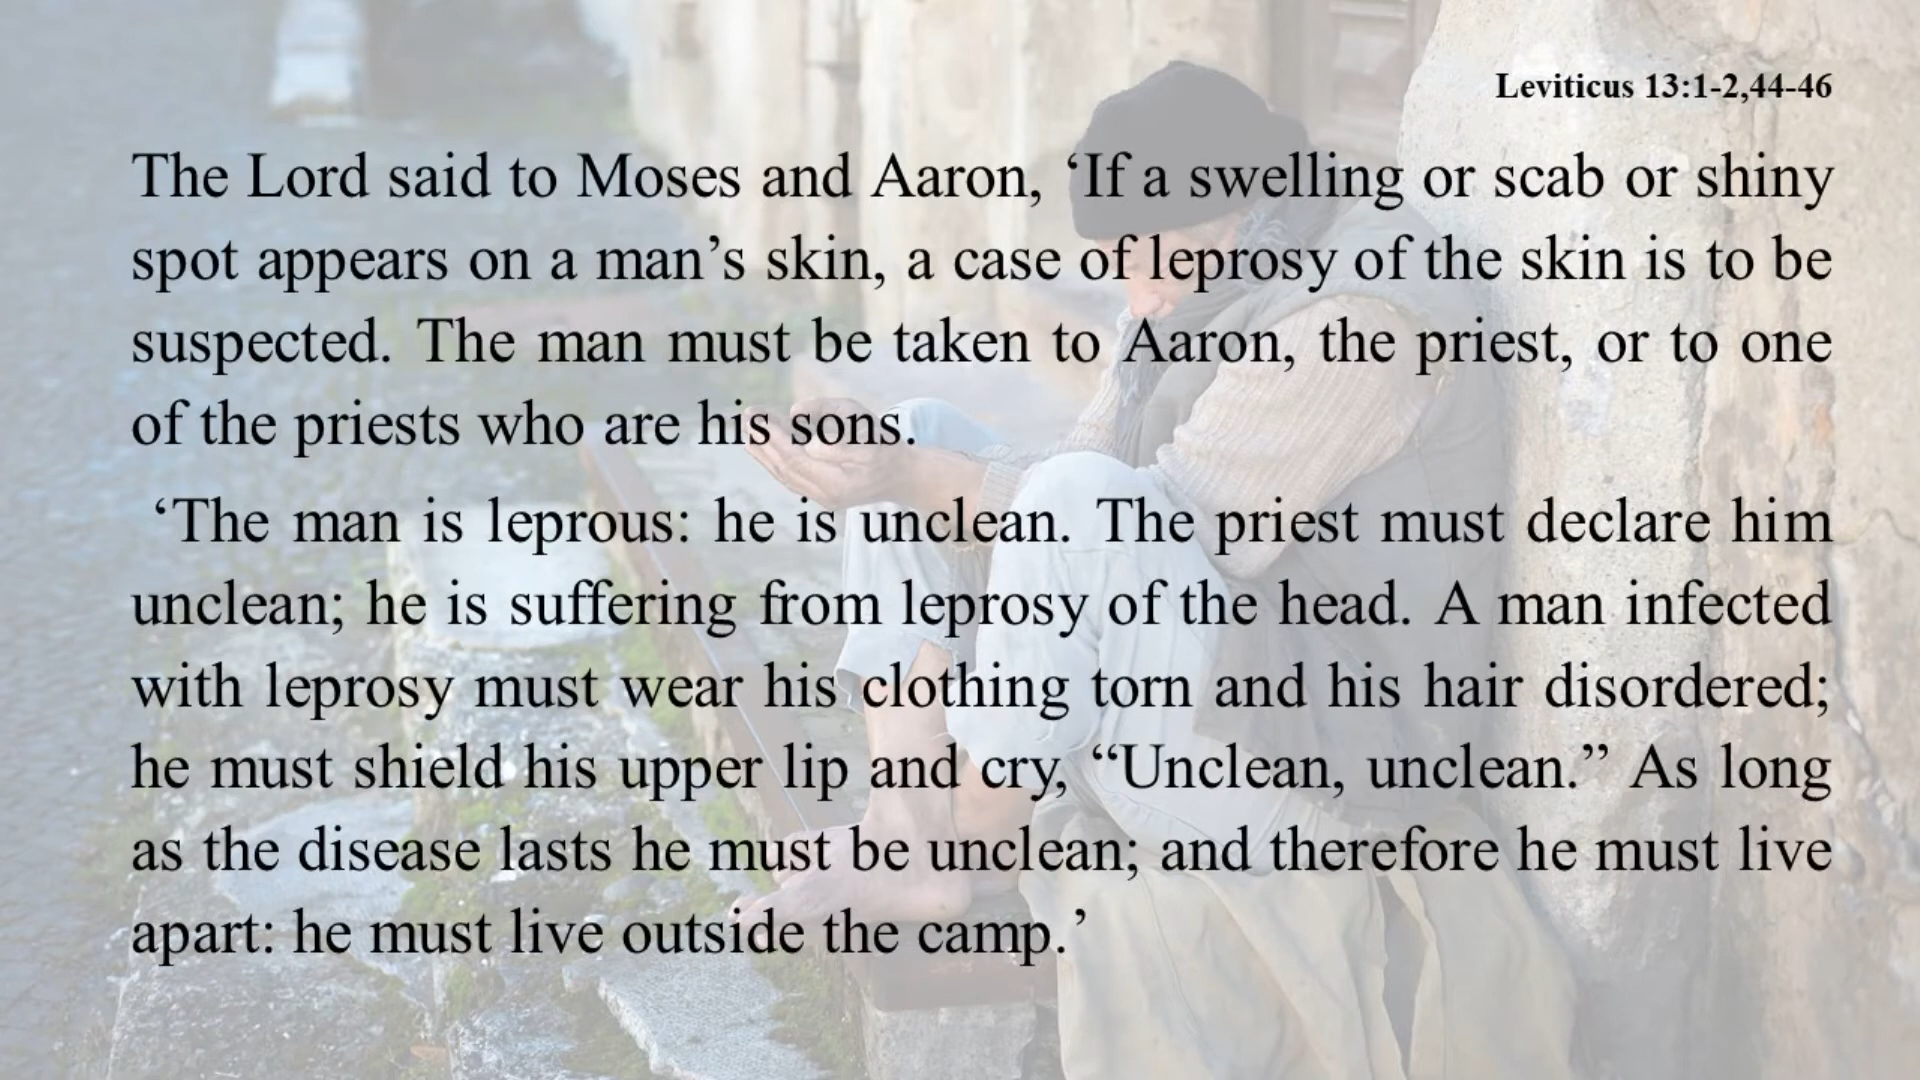 Leviticus 13:1-2,44-46
The Lord said to Moses and Aaron, ‘If a swelling or scab or shiny
spot appears on a man’s skin, a case of leprosy of the skin is to be
suspected. The man must be taken to Aaron, the priest, or to one
of the priests who are his sons.
‘The man is leprous: he is unclean. The priest must declare him
unclean; he is suffering from leprosy of the head. A man infected
with leprosy must wear his clothing torn and his hair disordered;
he must shield his upper lip and cry, “Unclean, unclean.” As long
as the disease lasts he must be unclean; and therefore he must live
apart: he must live outside the camp.’